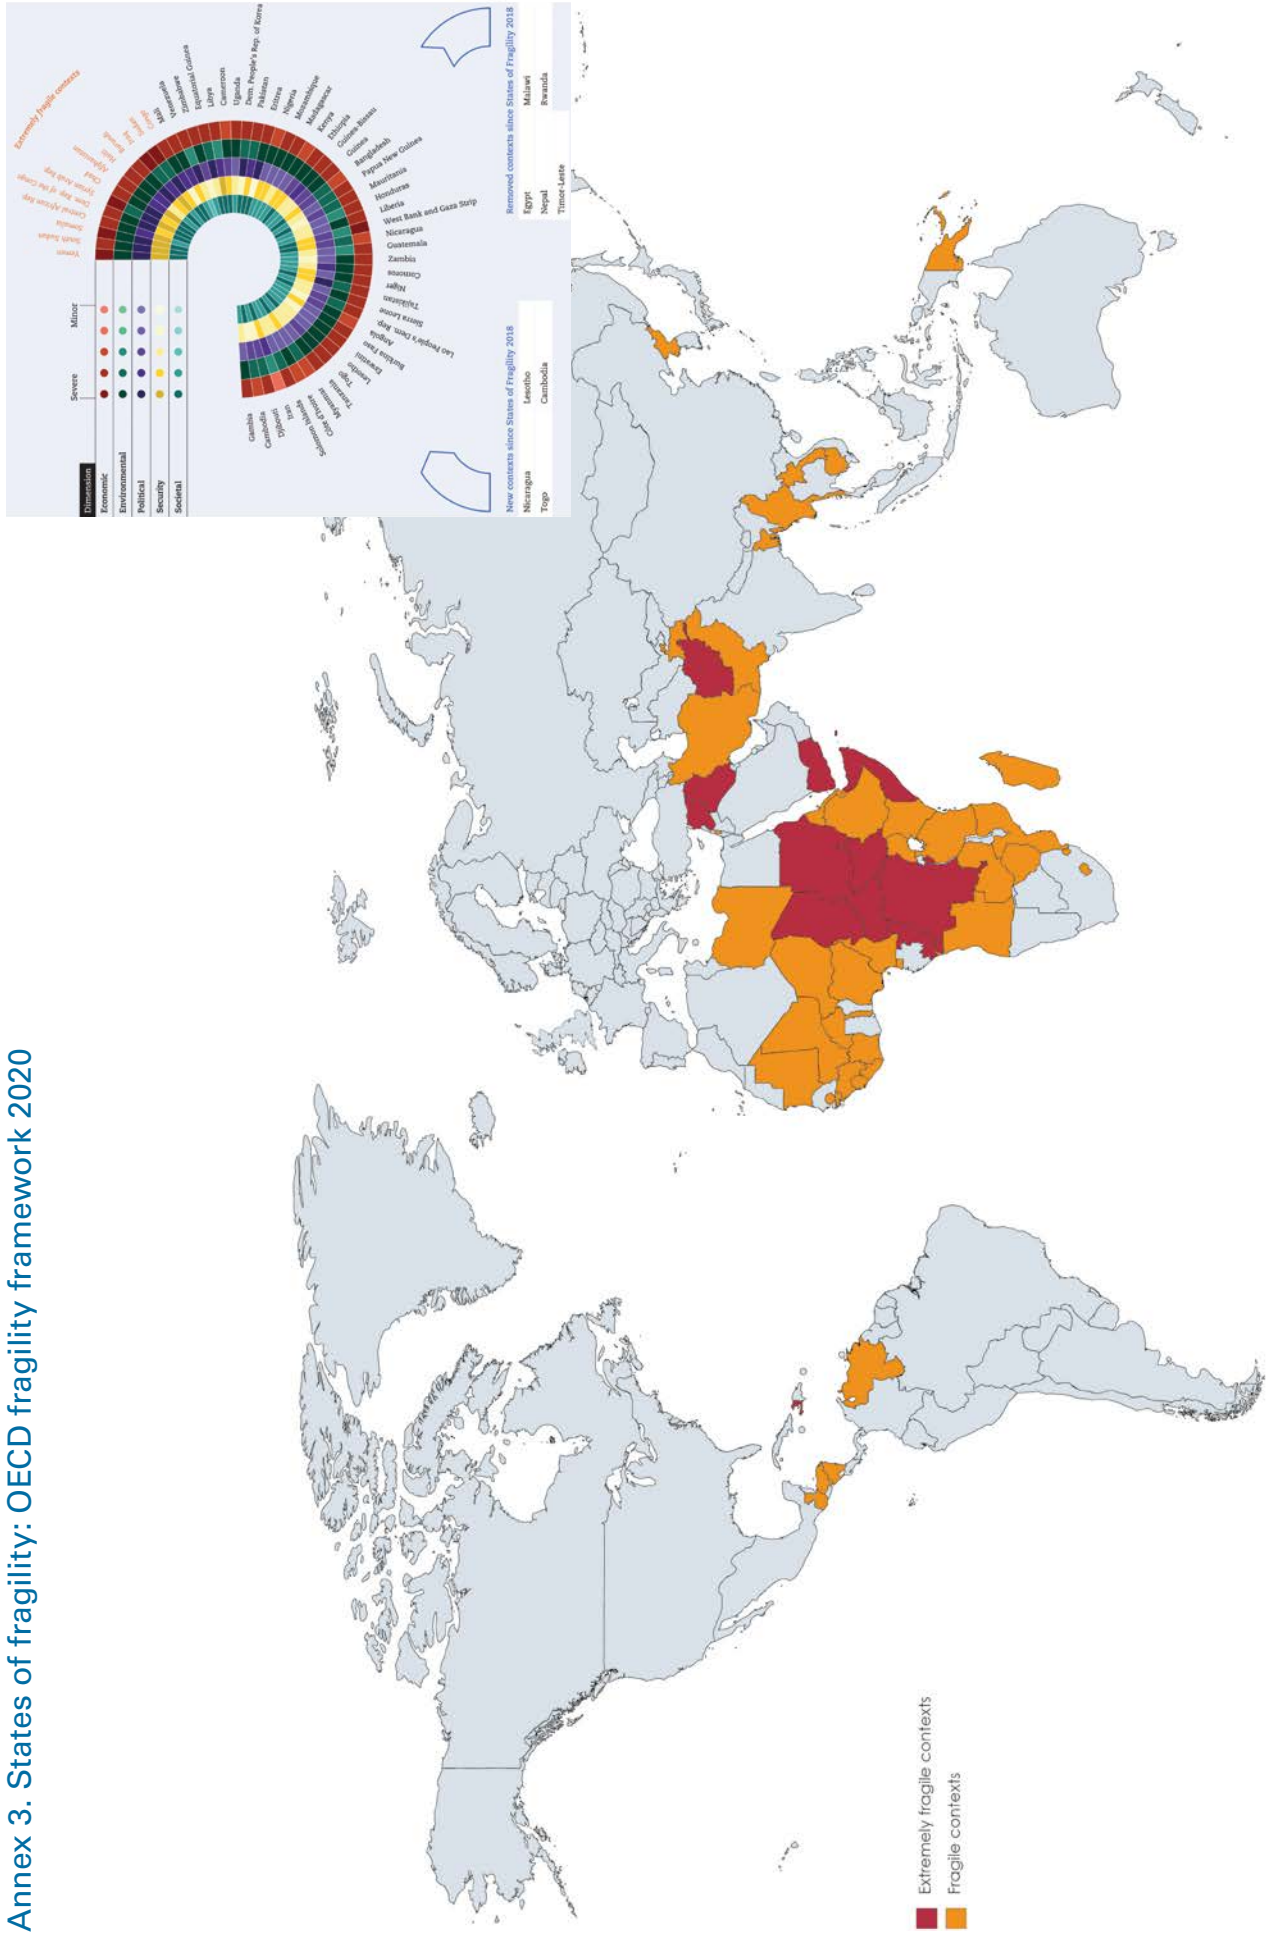 Annex 3. States of fragility: OECD fragility framework 2020
Dimension
Severe
Minor
Economic
Environmental
Political
Security
Societal
Extremely fragile contexts
Yemen
South Sudan
Somalia
Central African Rep.
Dem. Rep. of the Congo
Syrian Arab Rep.
Chad
Afghanistan
Haiti
Burundi
Iraq
Sudan
Congo
Mali
Venezuela
Zimbabwe
Equatorial Guinea
Libya
Cameroon
Uganda
Dem. People's Rep. of Korea
Pakistan
Eritrea
Nigeria
Mozambique
Madagascar
Kenya
Ethiopia
Guinea-Bissau
Guinea
Bangladesh
Papua New Guinea
Mauritania
Honduras
Liberia
West Bank and Gaza Strip
Nicaragua
Guatemala
Zambia
Comoros
Niger
Tajikistan
Sierra Leone
Lao People's Dem. Rep.
Angola
Burkina Faso
Eswatini
Lesotho
Togo
Tanzania
Myanmar
Côte d'Ivoire
Solomon Islands
Iran
Djibouti
Cambodia
Gambia
New contexts since States of Fragility 2018
Nicaragua
Lesotho
Togo
Cambodia
Removed contexts since States of Fragility 2018
Egypt
Malawi
Nepal
Rwanda
Timor-Leste
Extremely fragile contexts
Fragile contexts